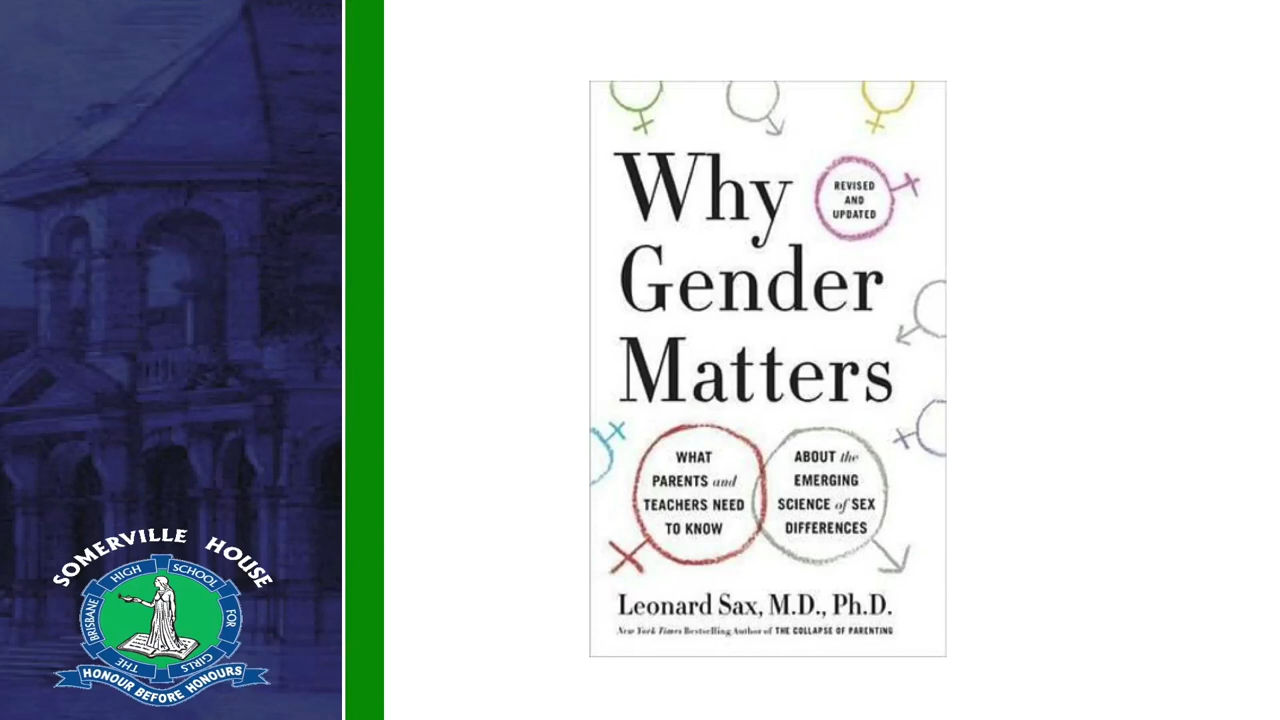 Why
REVISED
AND
UPDATED
Gender
Matters
WHAT
PARENTS and
TEACHERS NEED
TO KNOW
ABOUT the
EMERGING
SCIENCE of SEX
DIFFERENCES
Leonard Sax, M.D., Ph.D.
New York Times Bestselling Author of THE COLLAPSE OF PARENTING
SOMERVILLE HOUSE
THE BRISBANE HIGH SCHOOL FOR GIRLS
HONOUR BEFORE HONOURS